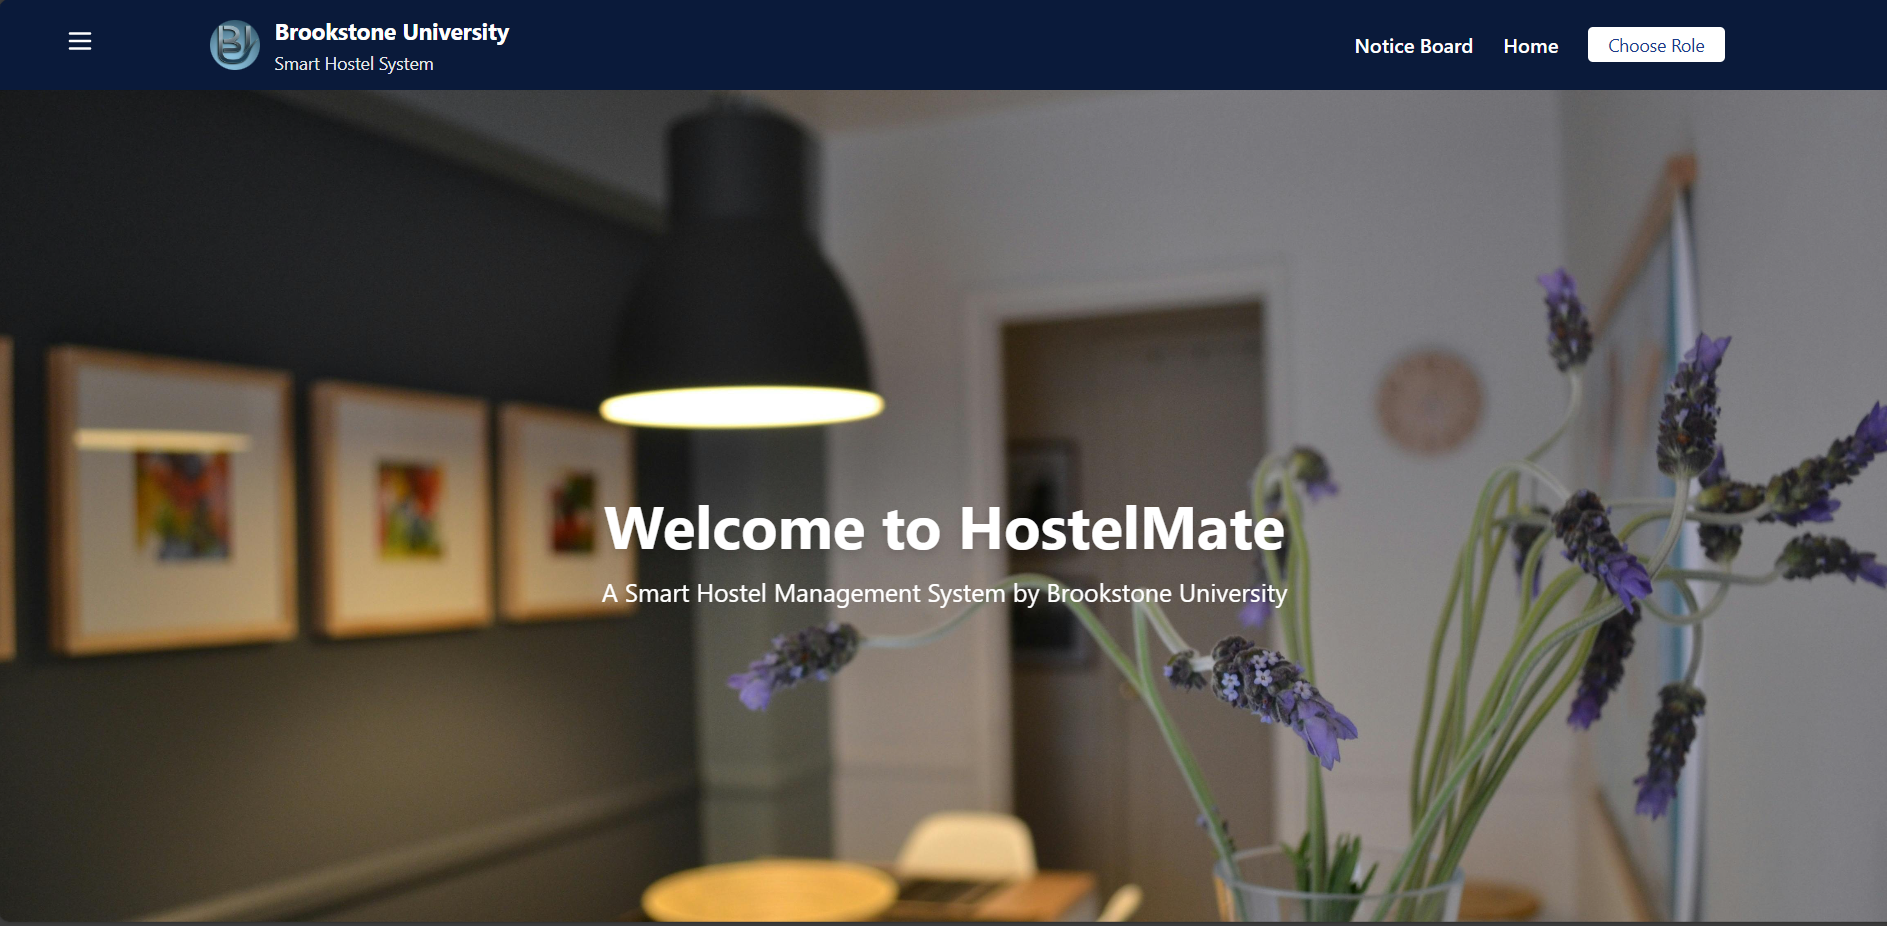 Brookstone University
Smart Hostel System
Notice Board
Home
Choose Role
Welcome to HostelMate
A Smart Hostel Management System by Brookstone University